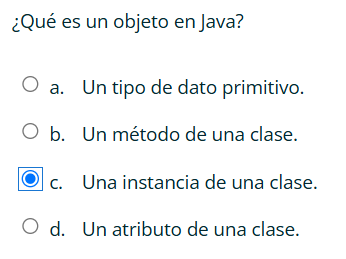 ¿Qué es un objeto en Java?
a. Un tipo de dato primitivo.
b. Un método de una clase.
c. Una instancia de una clase.
d. Un atributo de una clase.